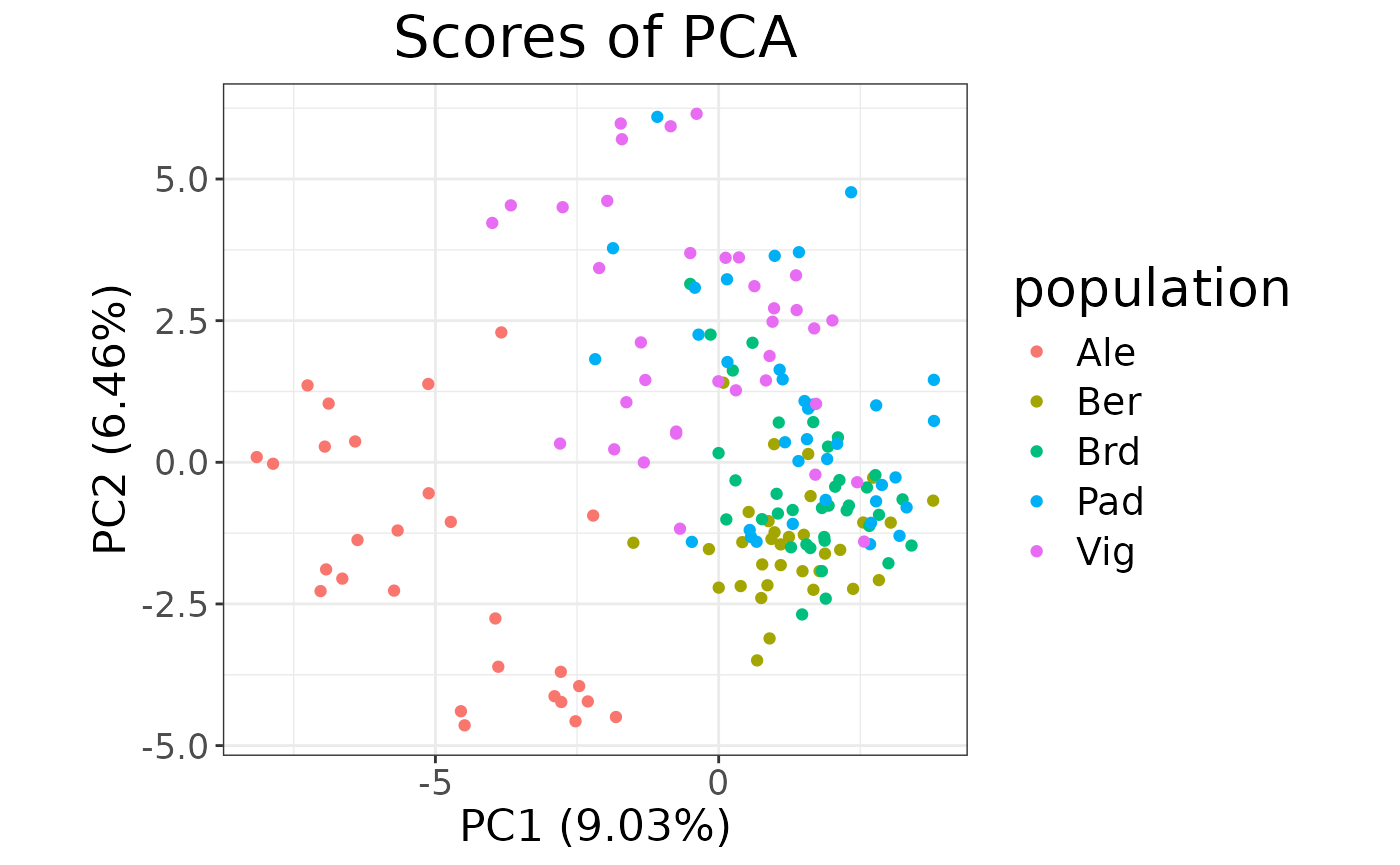 Scores of PCA
PC2 (6.46%)
5.0
2.5
0.0
-2.5
-5.0
-5
0
PC1 (9.03%)
population
Ale
Ber
Brd
Pad
Vig